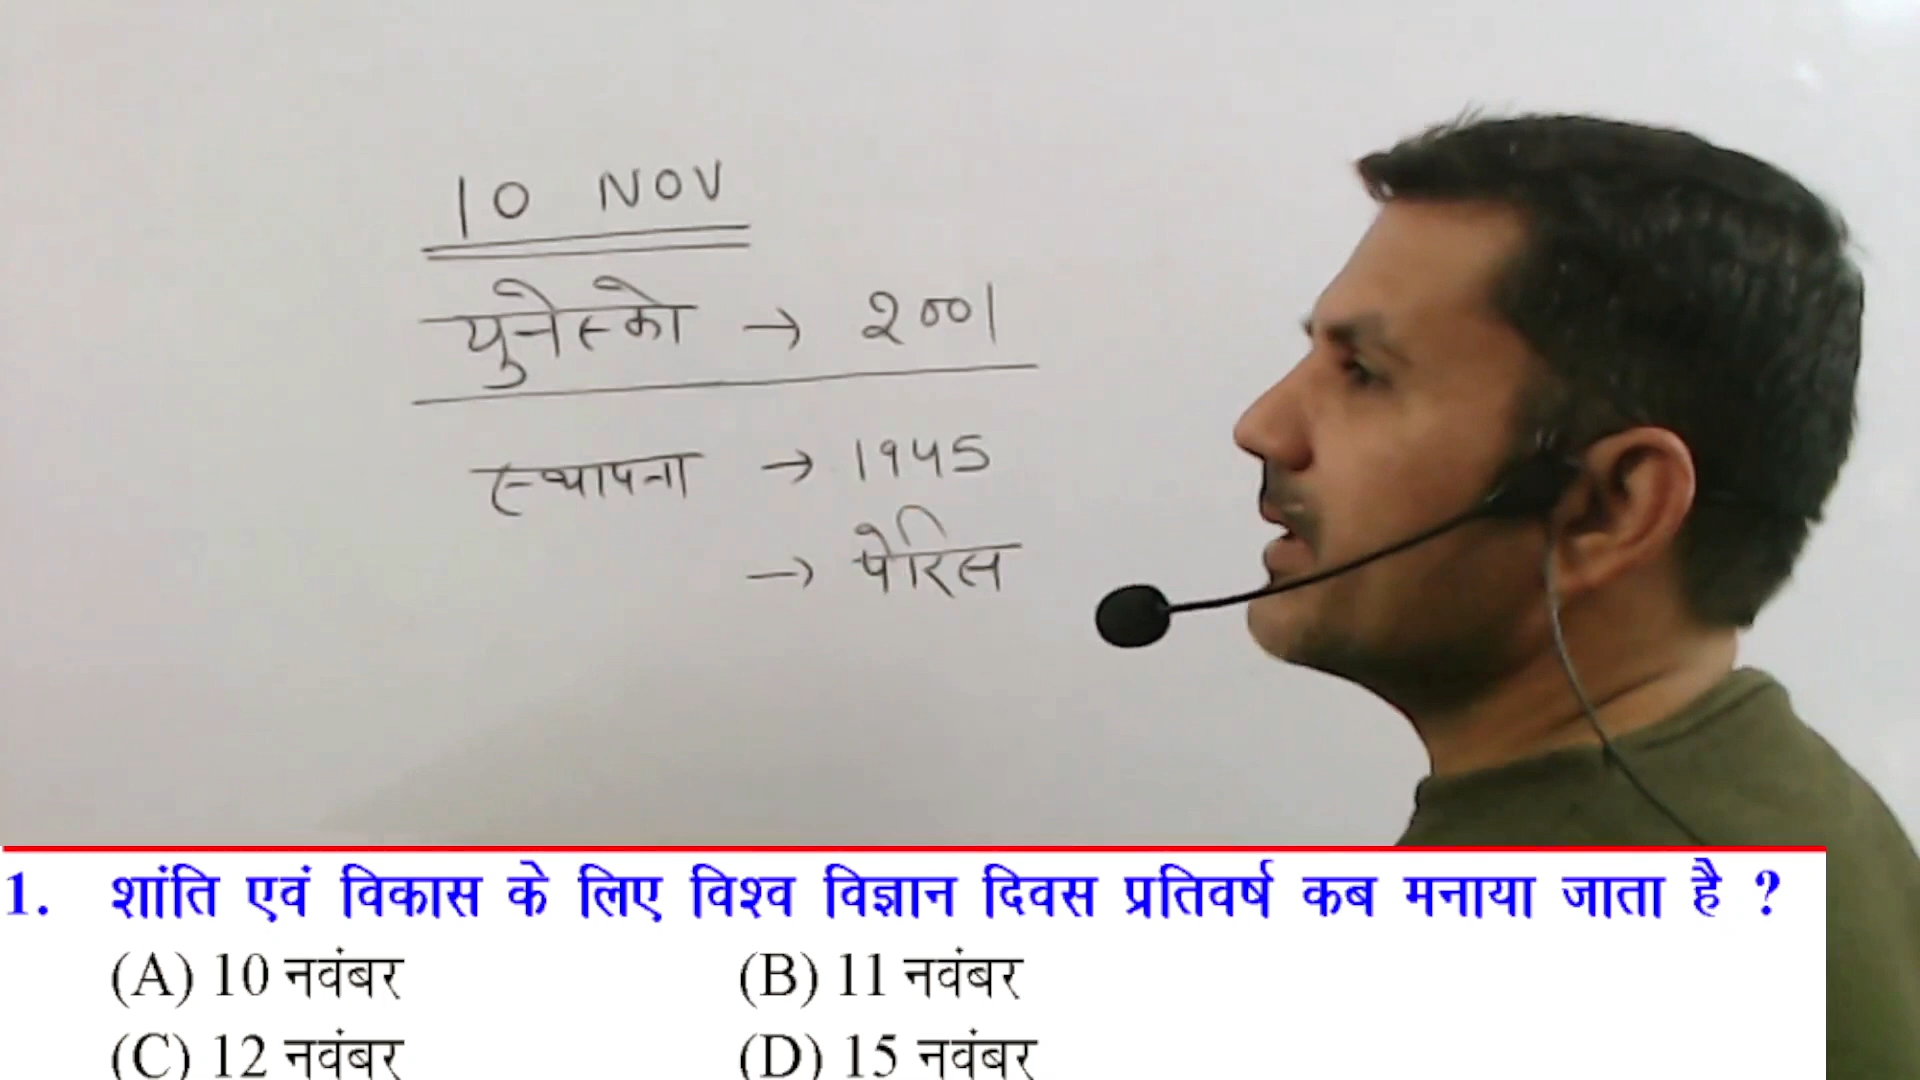 10 NOV
युनेस्को → 2001
स्थापना → 1945
→ पेरिस
1. शांति एवं विकास के लिए विश्व विज्ञान दिवस प्रतिवर्ष कब मनाया जाता है ?
(A) 10 नवंबर (B) 11 नवंबर
(C) 12 नवंबर (D) 15 नवंबर